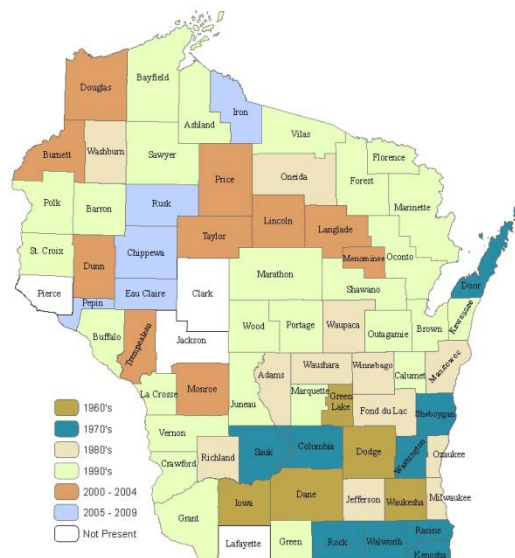 Douglas
Bayfield
Iron
Ashland
Vilas
Burnett
Washburn
Sawyer
Florence
Oneida
Forest
Price
Polk
Barron
Rusk
Marinette
Lincoln
Langlade
Taylor
Oconto
St. Croix
Dunn
Chippewa
Menominee
Marathon
Door
Pierce
Pepin
Eau Claire
Clark
Shawano
Kewaunee
Buffalo
Trempealeau
Jackson
Wood
Portage
Waupaca
Outagamie
Brown
Waushara
Winnebago
Adams
Calumet
Manitowoc
La Crosse
Monroe
Juneau
Marquette
Green
Lake
Fond du Lac
Sheboygan
Vernon
Crawford
Richland
Sauk
Columbia
Dodge
Washington
Ozaukee
Iowa
Dane
Jefferson
Waukesha
Milwaukee
Grant
Lafayette
Green
Rock
Walworth
Racine
Kenosha
1960's
1970's
1980's
1990's
2000 - 2004
2005 - 2009
Not Present